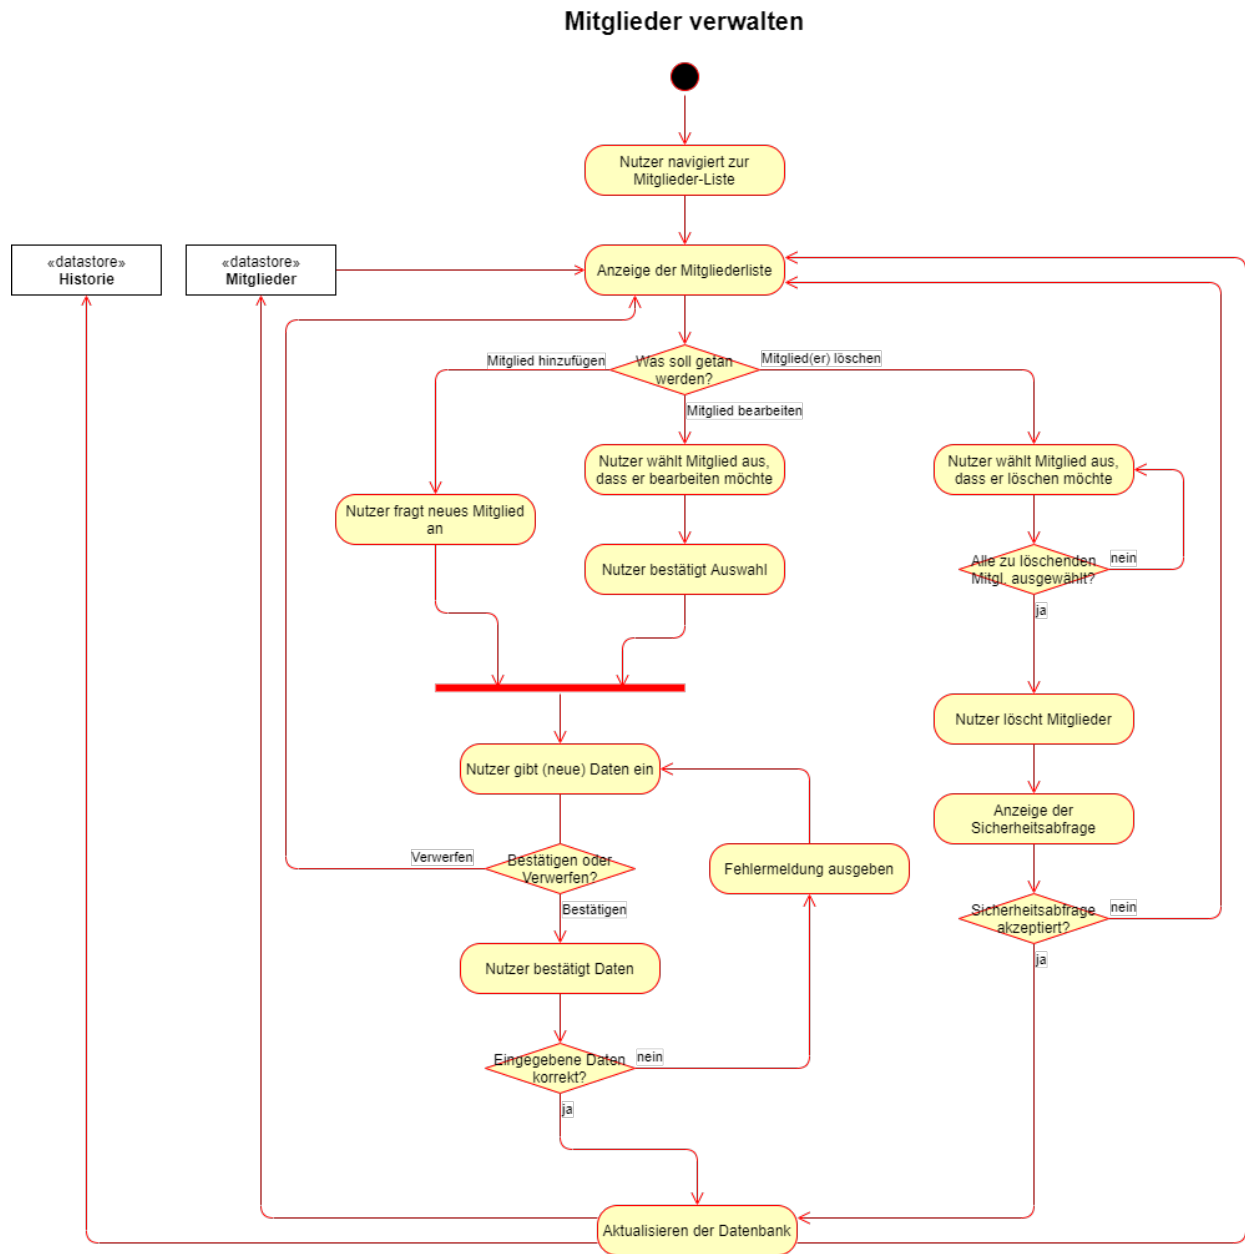 Mitglieder verwalten
Nutzer navigiert zur
Mitglieder-Liste
«datastore»
Historie
«datastore»
Mitglieder
Anzeige der Mitgliederliste
Mitglied hinzufügen
Was soll getan
werden?
Mitglied(er) löschen
Mitglied bearbeiten
Nutzer wählt Mitglied aus,
dass er bearbeiten möchte
Nutzer wählt Mitglied aus,
dass er löschen möchte
Nutzer fragt neues Mitglied
an
Nutzer bestätigt Auswahl
Alle zu löschenden
Mitgl. ausgewählt?
nein
ja
Nutzer löscht Mitglieder
Nutzer gibt (neue) Daten ein
Anzeige der
Sicherheitsabfrage
Verwerfen
Bestätigen oder
Verwerfen?
Fehlermeldung ausgeben
Bestätigen
Sicherheitsabfrage
akzeptiert?
nein
ja
Nutzer bestätigt Daten
Eingegebene Daten
korrekt?
nein
ja
Aktualisieren der Datenbank